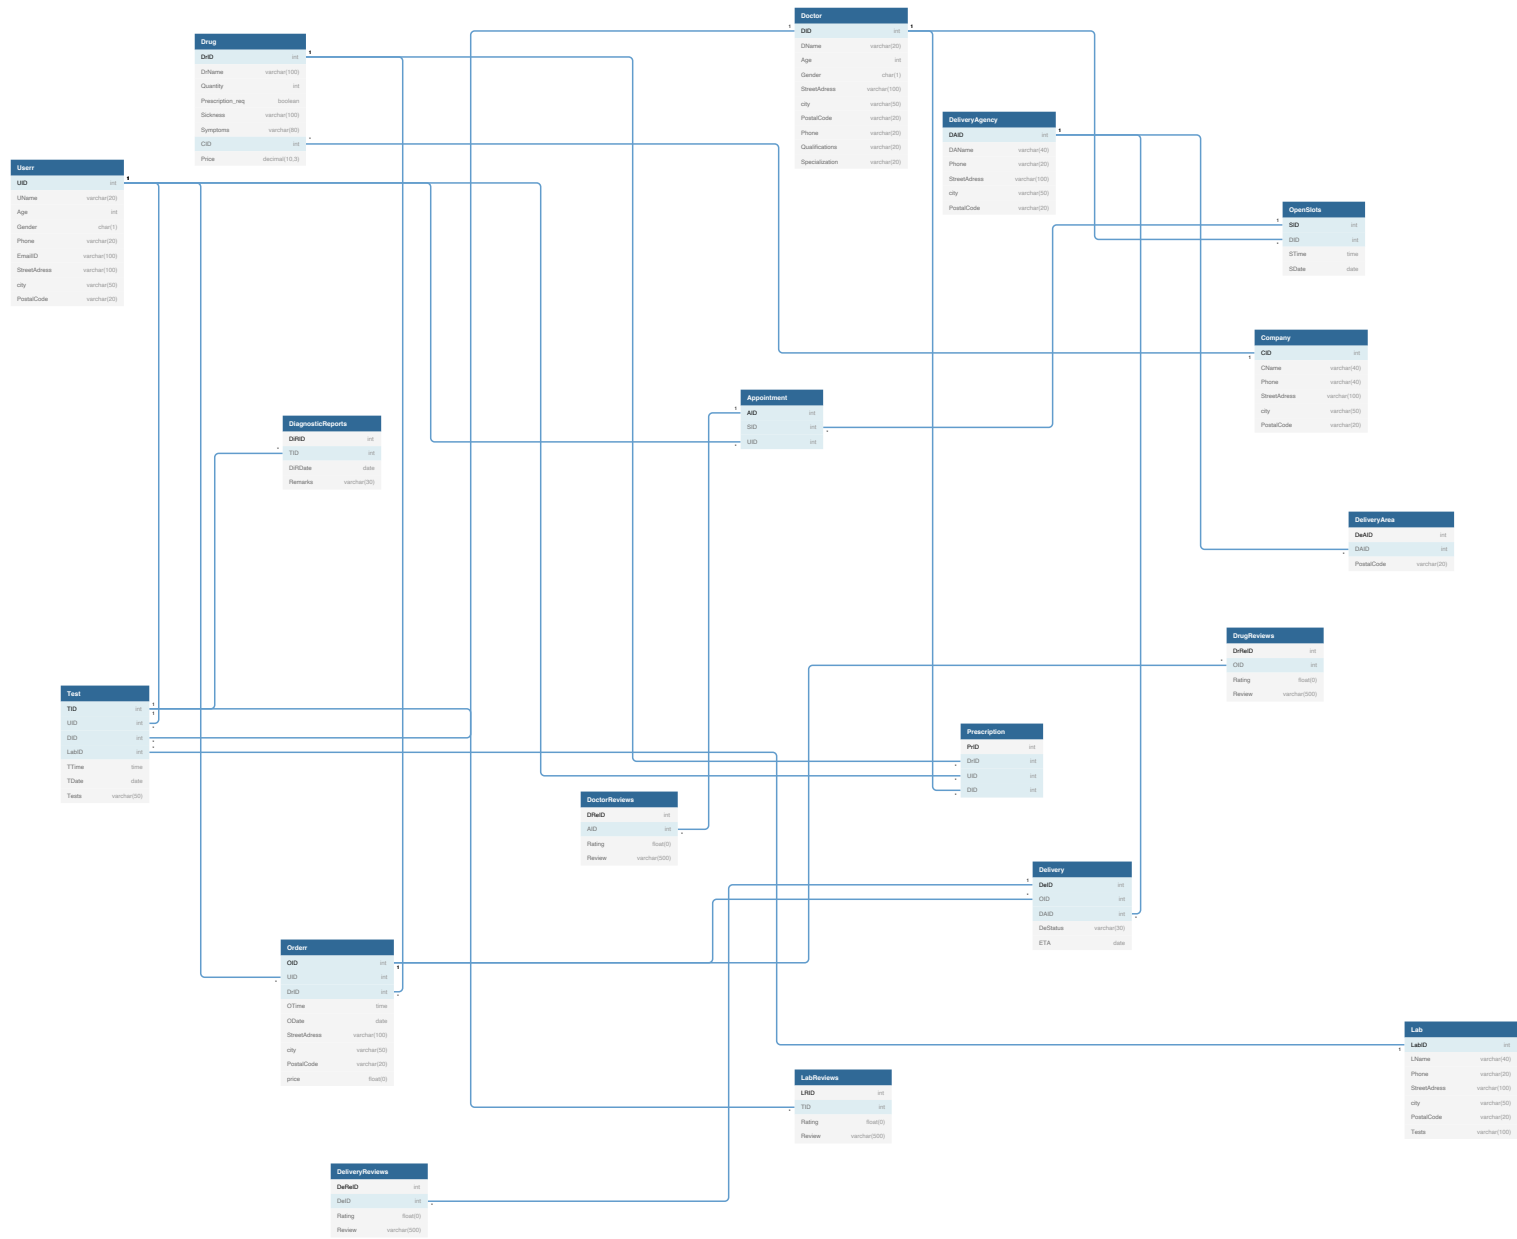 Doctor
DID int
DName varchar(20)
Age int
Gender char(1)
StreetAdress varchar(100)
city varchar(50)
PostalCode varchar(20)
Phone varchar(20)
Qualifications varchar(20)
Specialization varchar(20)
1
1
Drug
DrID int
DrName varchar(100)
Quantity int
Prescription_req boolean
Sickness varchar(100)
Symptoms varchar(80)
CID int
Price decimal(10,3)
1
*
DeliveryAgency
DAID int
DAName varchar(40)
Phone varchar(20)
StreetAdress varchar(100)
city varchar(50)
PostalCode varchar(20)
1
Userr
UID int
UName varchar(20)
Age int
Gender char(1)
Phone varchar(20)
EmailID varchar(100)
StreetAdress varchar(100)
city varchar(50)
PostalCode varchar(20)
1
OpenSlots
SID int
DID int
STime time
SDate date
1
*
Company
CID int
CName varchar(40)
Phone varchar(40)
StreetAdress varchar(100)
city varchar(50)
PostalCode varchar(20)
1
Appointment
AID int
SID int
UID int
1
*
*
DiagnosticReports
DiRID int
TID int
DiRDate date
Remarks varchar(30)
*
DeliveryArea
DeAID int
DAID int
PostalCode varchar(20)
*
DrugReviews
DrReID int
OID int
Rating float(0)
Review varchar(500)
*
Test
TID int
UID int
DID int
LabID int
TTime time
TDate date
Tests varchar(50)
1
1
*
*
Prescription
PrID int
DrID int
UID int
DID int
*
*
*
DoctorReviews
DReID int
AID int
Rating float(0)
Review varchar(500)
*
Delivery
DeID int
OID int
DAID int
DeStatus varchar(30)
ETA date
1
*
*
Orderr
OID int
UID int
DrID int
OTime time
ODate date
StreetAdress varchar(100)
city varchar(50)
PostalCode varchar(20)
price float(0)
1
*
*
Lab
LabID int
LName varchar(40)
Phone varchar(20)
StreetAdress varchar(100)
city varchar(50)
PostalCode varchar(20)
Tests varchar(100)
1
LabReviews
LRID int
TID int
Rating float(0)
Review varchar(500)
*
DeliveryReviews
DeReID int
DeID int
Rating float(0)
Review varchar(500)
*